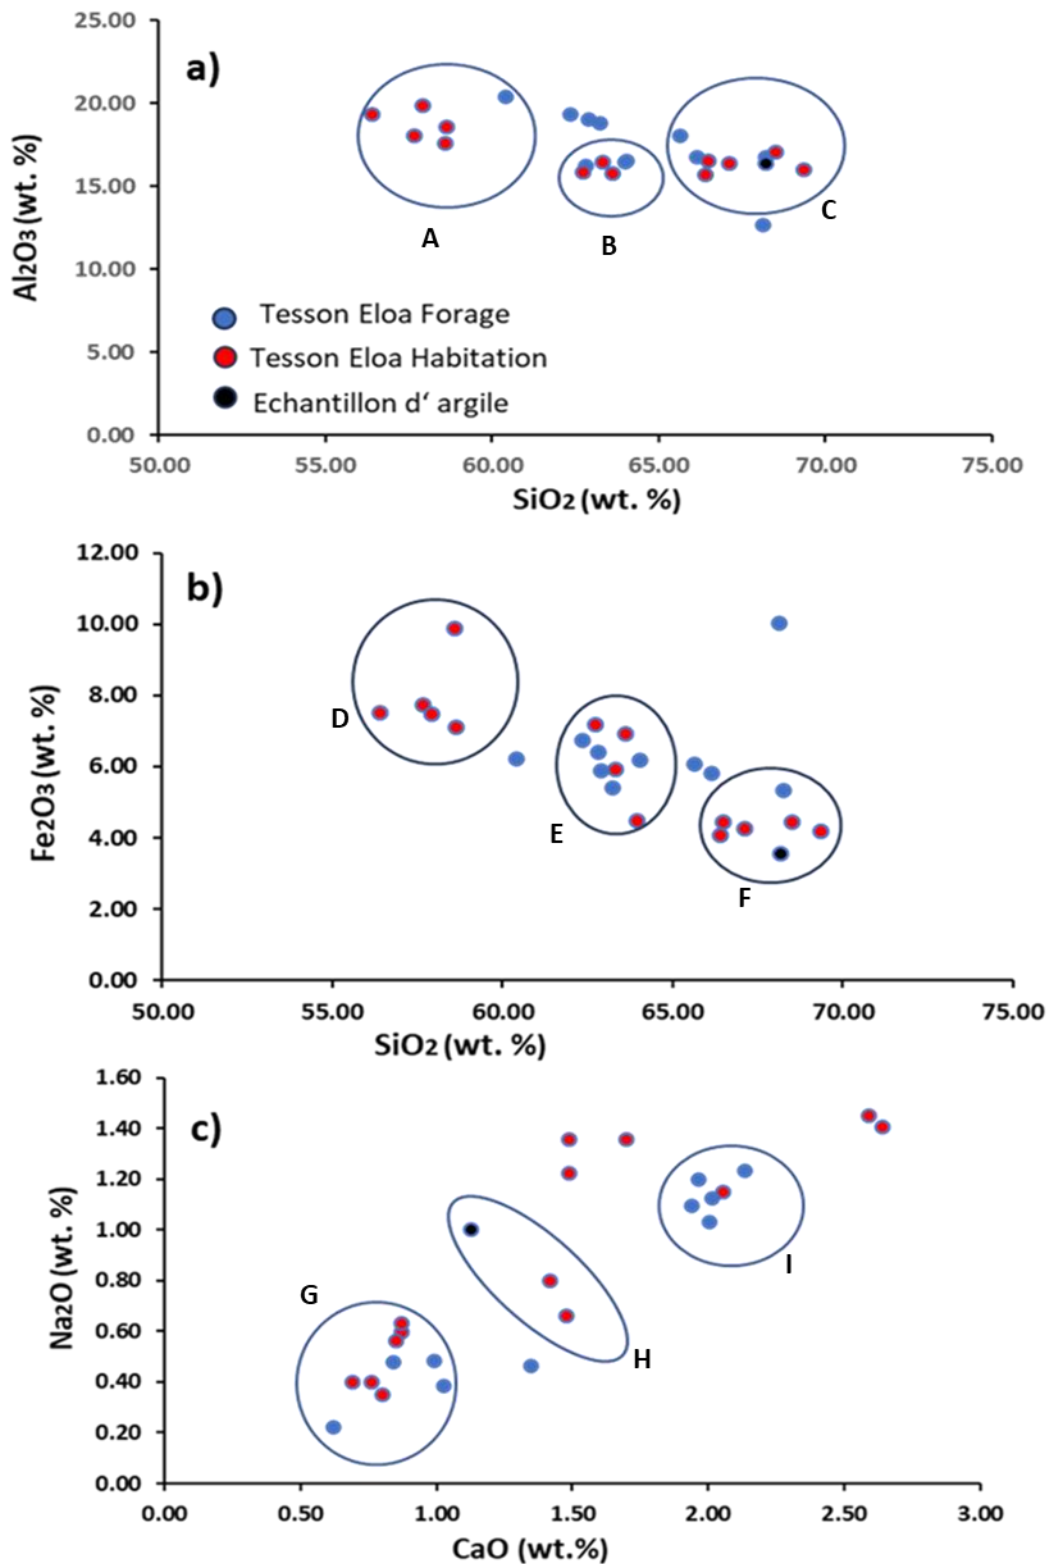 25.00
a)
20.00
15.00
C
A
B
10.00
Al2O3 (wt. %)
Tesson Eloa Forage
5.00
Tesson Eloa Habitation
Echantillon d‘ argile
0.00
50.00 55.00 60.00 65.00 70.00 75.00
SiO2 (wt. %)
12.00
b)
10.00
8.00
D
6.00
E
4.00
F
2.00
0.00
Fe2O3 (wt. %)
50.00 55.00 60.00 65.00 70.00 75.00
SiO2 (wt. %)
1.60
c)
1.40
1.20
1.00
I
G
0.80
0.60
H
0.40
0.20
0.00
Na2O (wt. %)
0.00 0.50 1.00 1.50 2.00 2.50 3.00
CaO (wt.%)